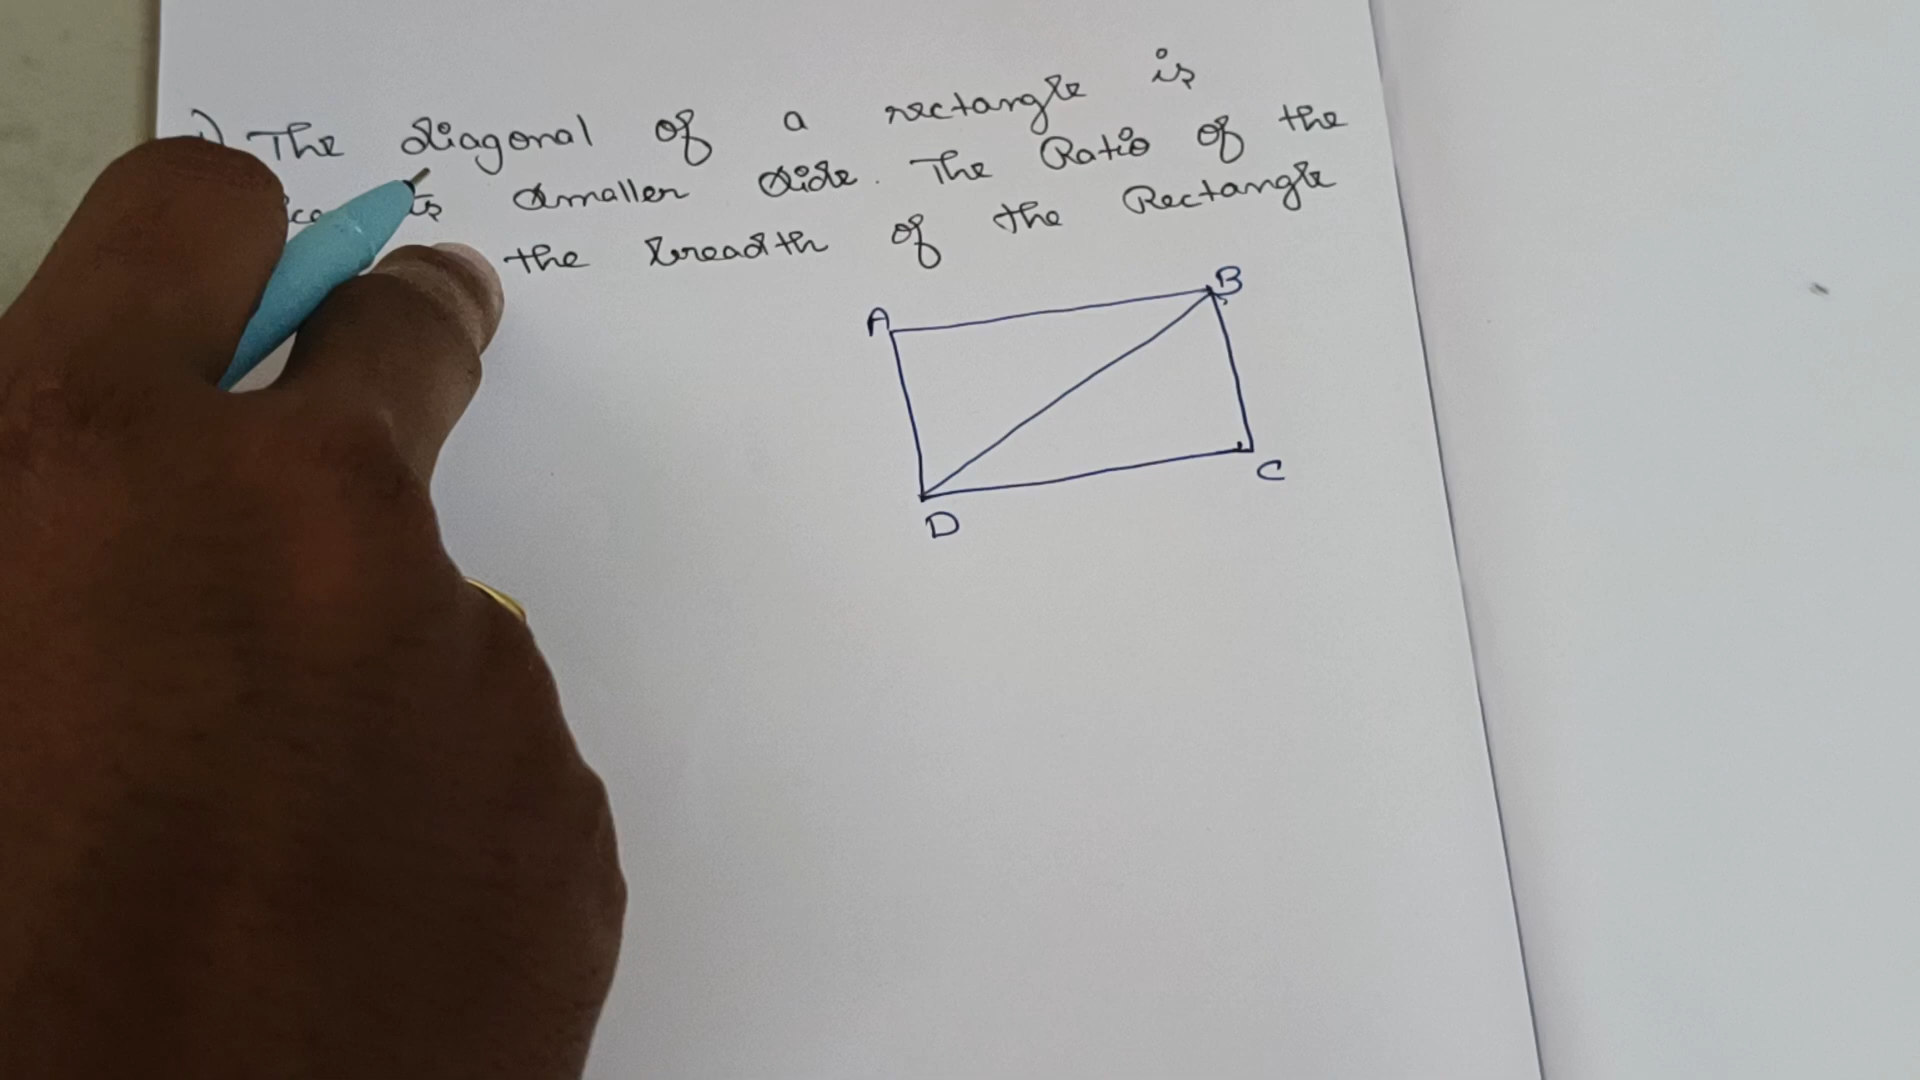 The diagonal of a rectangle is
smaller side. The Ratio of the
the breadth of the Rectangle
A
B
C
D